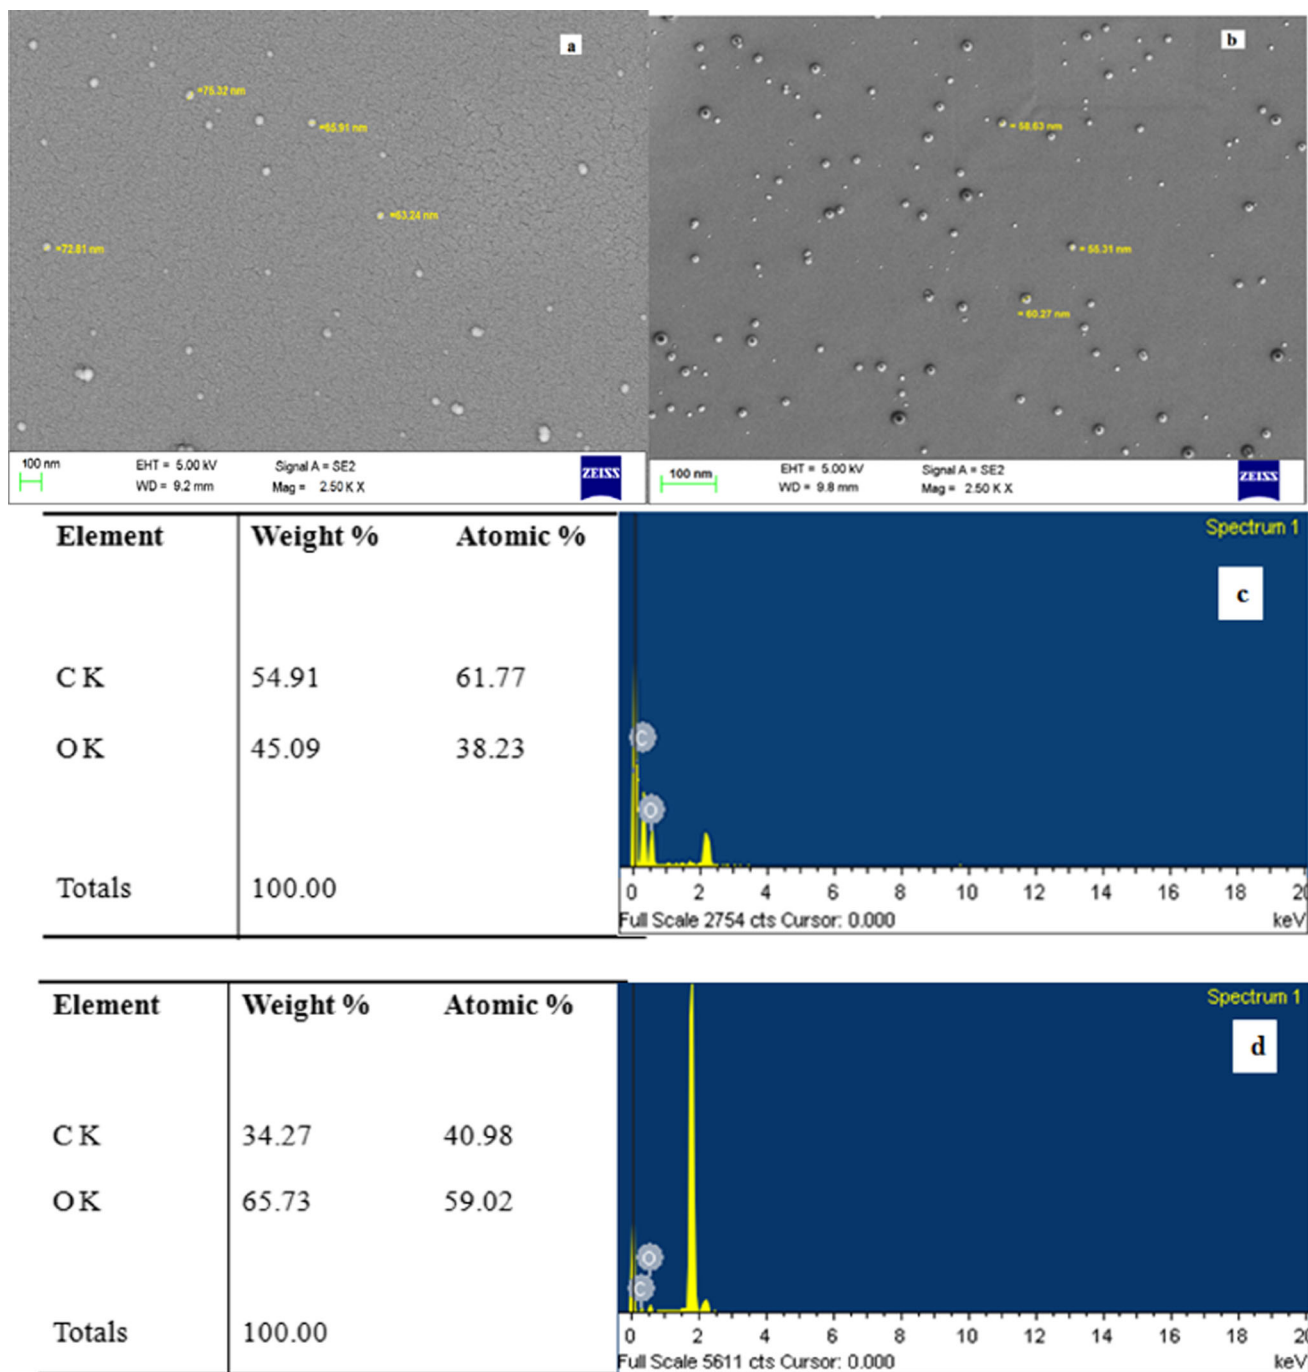 a
=75.32 nm
=65.91 nm
=63.24 nm
=72.81 nm
100 nm
EHT = 5.00 kV
Signal A = SE2
WD = 9.2 mm
Mag = 2.50 K X
ZEISS
b
= 58.63 nm
= 55.31 nm
= 60.27 nm
100 nm
EHT = 5.00 kV
Signal A = SE2
WD = 9.8 mm
Mag = 2.50 K X
ZEISS
Element Weight % Atomic %
C K 54.91 61.77
O K 45.09 38.23
Totals 100.00
Spectrum 1
c
C
O
0 2 4 6 8 10 12 14 16 18 20
Full Scale 2754 cts Cursor: 0.000 keV
Element Weight % Atomic %
C K 34.27 40.98
O K 65.73 59.02
Totals 100.00
Spectrum 1
d
O
C
0 2 4 6 8 10 12 14 16 18 20
Full Scale 5611 cts Cursor: 0.000 keV